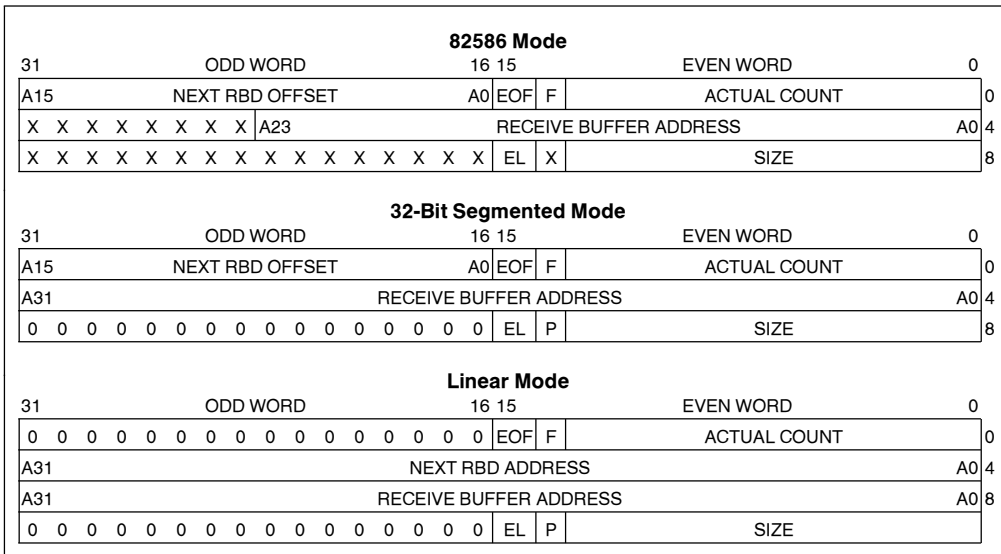 82586 Mode
31 ODD WORD 16 15 EVEN WORD 0
A15 NEXT RBD OFFSET A0 EOF F ACTUAL COUNT 0
X X X X X X X X A23 RECEIVE BUFFER ADDRESS A0 4
X X X X X X X X X X X X X X X X EL X SIZE 8
32-Bit Segmented Mode
31 ODD WORD 16 15 EVEN WORD 0
A15 NEXT RBD OFFSET A0 EOF F ACTUAL COUNT 0
A31 RECEIVE BUFFER ADDRESS A0 4
0 0 0 0 0 0 0 0 0 0 0 0 0 0 0 0 EL P SIZE 8
Linear Mode
31 ODD WORD 16 15 EVEN WORD 0
0 0 0 0 0 0 0 0 0 0 0 0 0 0 0 0 EOF F ACTUAL COUNT 0
A31 NEXT RBD ADDRESS A0 4
A31 RECEIVE BUFFER ADDRESS A0 8
0 0 0 0 0 0 0 0 0 0 0 0 0 0 0 0 EL P SIZE